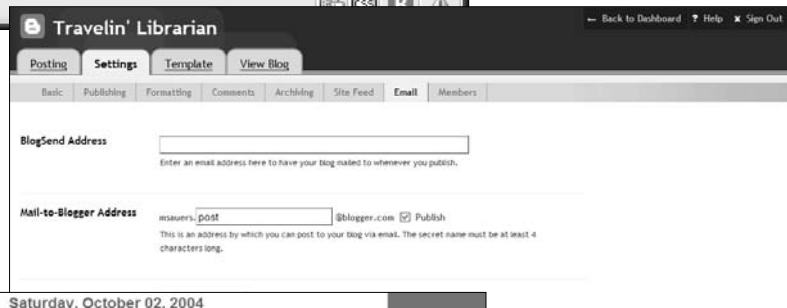 CSS
Travelin' Librarian
← Back to Dashboard ? Help x Sign Out
Posting Settings Template View Blog
Basic Publishing Formatting Comments Archiving Site Feed Email Members
BlogSend Address
Enter an email address here to have your blog mailed to whenever you publish.
Mail-to-Blogger Address msauers. post @blogger.com Publish
This is an address by which you can post to your blog via email. The secret name must be at least 4
characters long.
Saturday, October 02, 2004